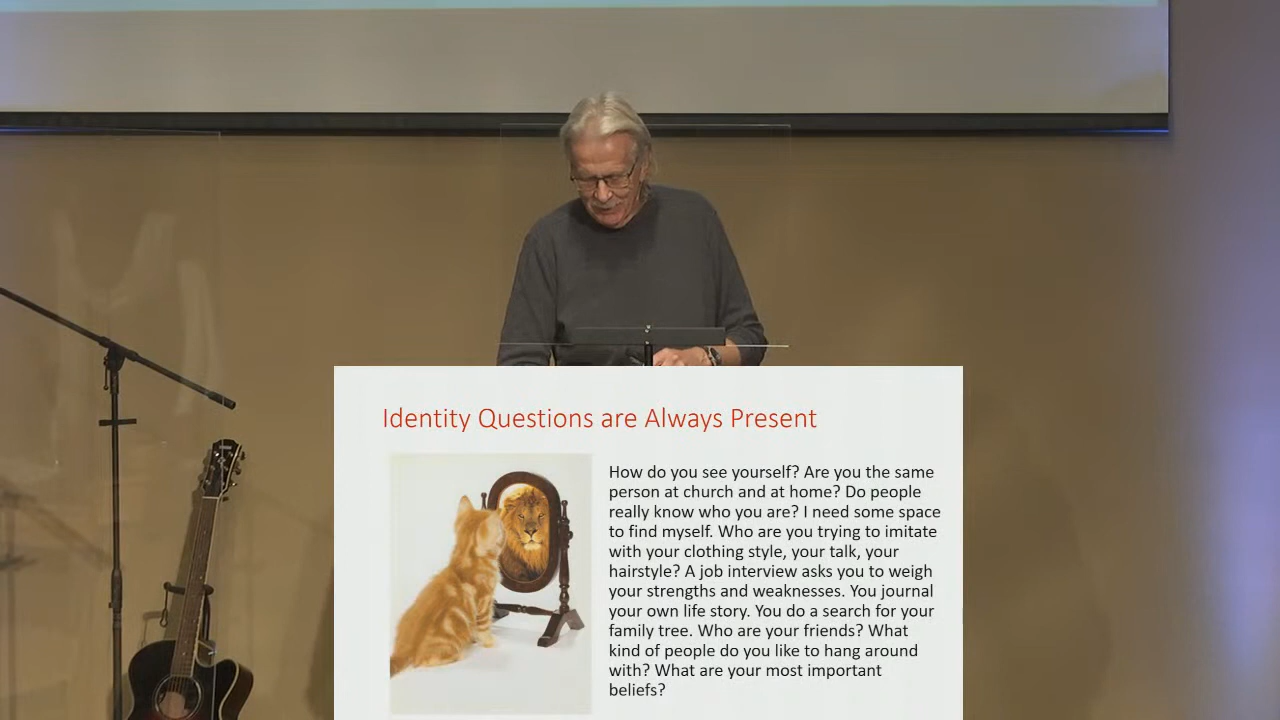 Identity Questions are Always Present
How do you see yourself? Are you the same
person at church and at home? Do people
really know who you are? I need some space
to find myself. Who are you trying to imitate
with your clothing style, your talk, your
hairstyle? A job interview asks you to weigh
your strengths and weaknesses. You journal
your own life story. You do a search for your
family tree. Who are your friends? What
kind of people do you like to hang around
with? What are your most important
beliefs?